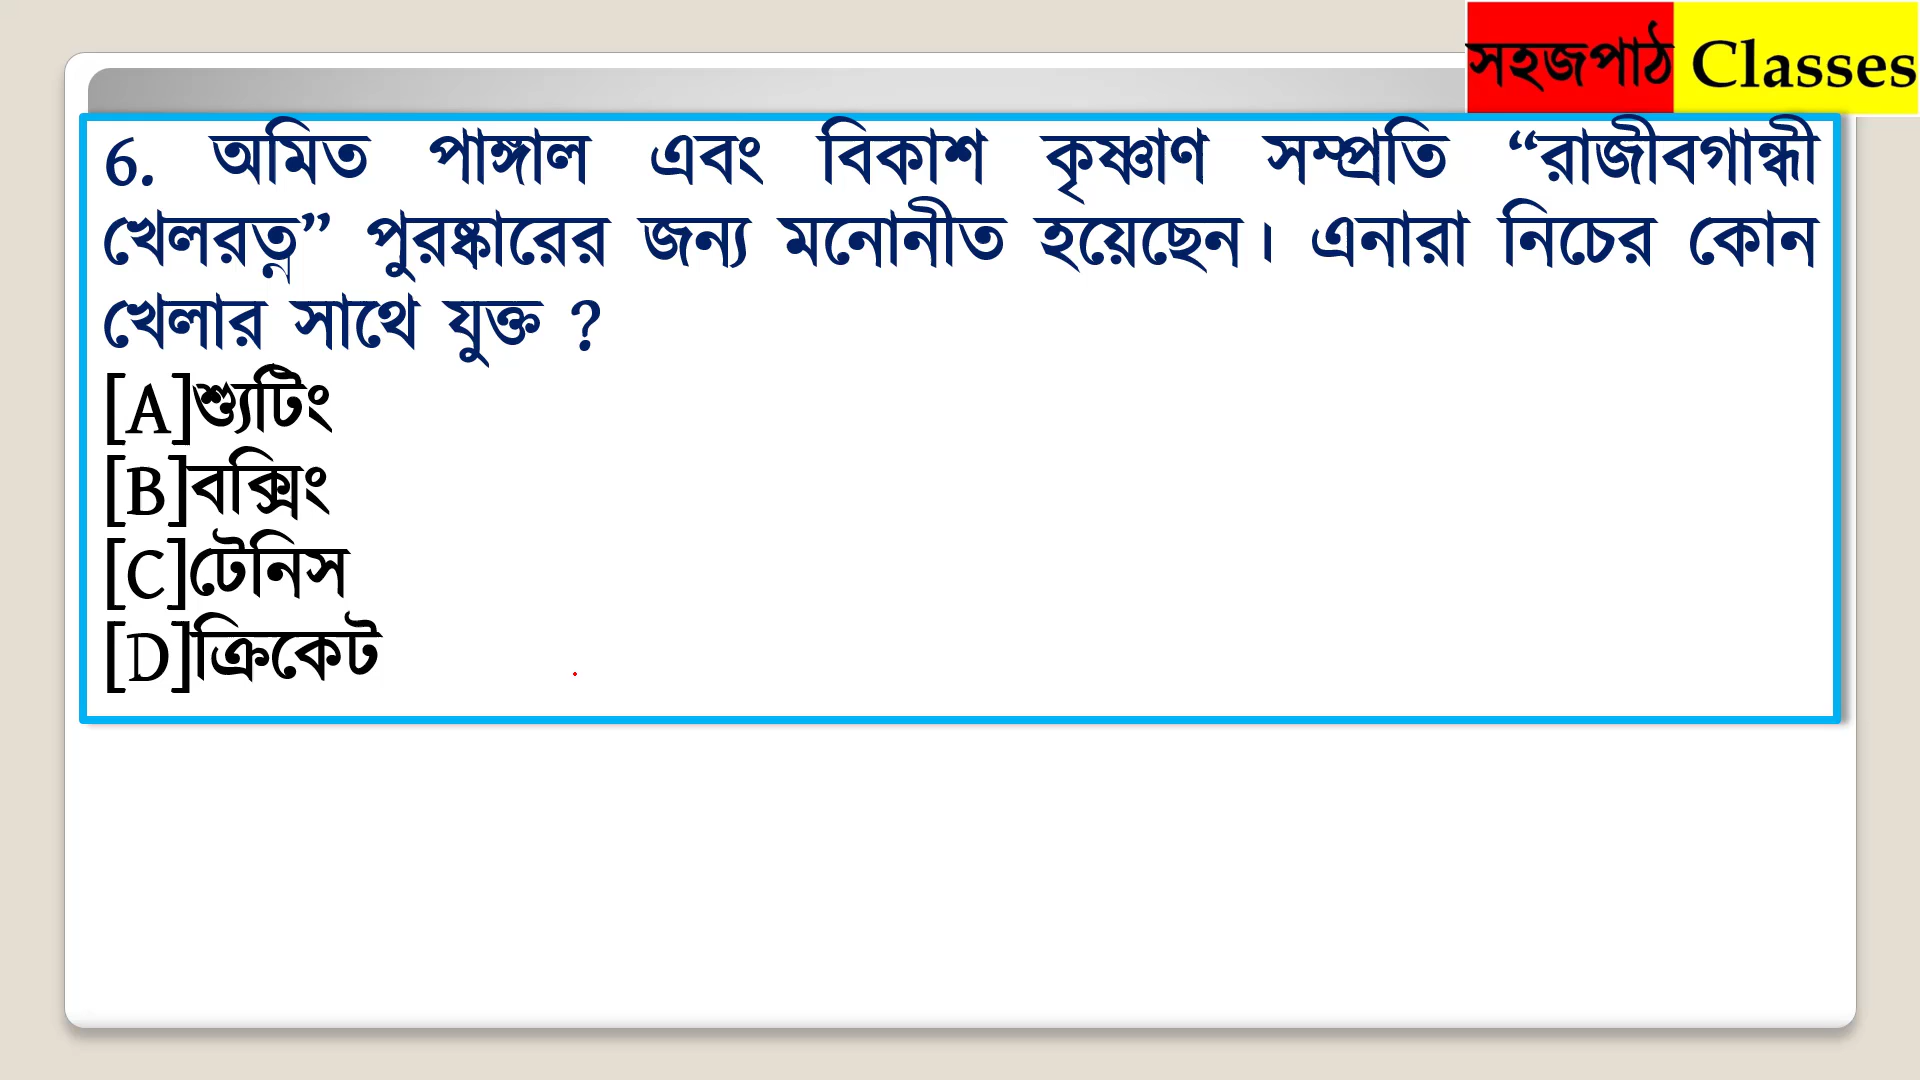 সহজপাঠ Classes
6. অমিত পাঙ্গাল এবং বিকাশ কৃষ্ণাণ সম্প্রতি “রাজীবগান্ধী
খেলরত্ন” পুরষ্কারের জন্য মনোনীত হয়েছেন। এনারা নিচের কোন
খেলার সাথে যুক্ত ?
[A]শ্যুটিং
[B]বক্সিং
[C]টেনিস
[D]ক্রিকেট